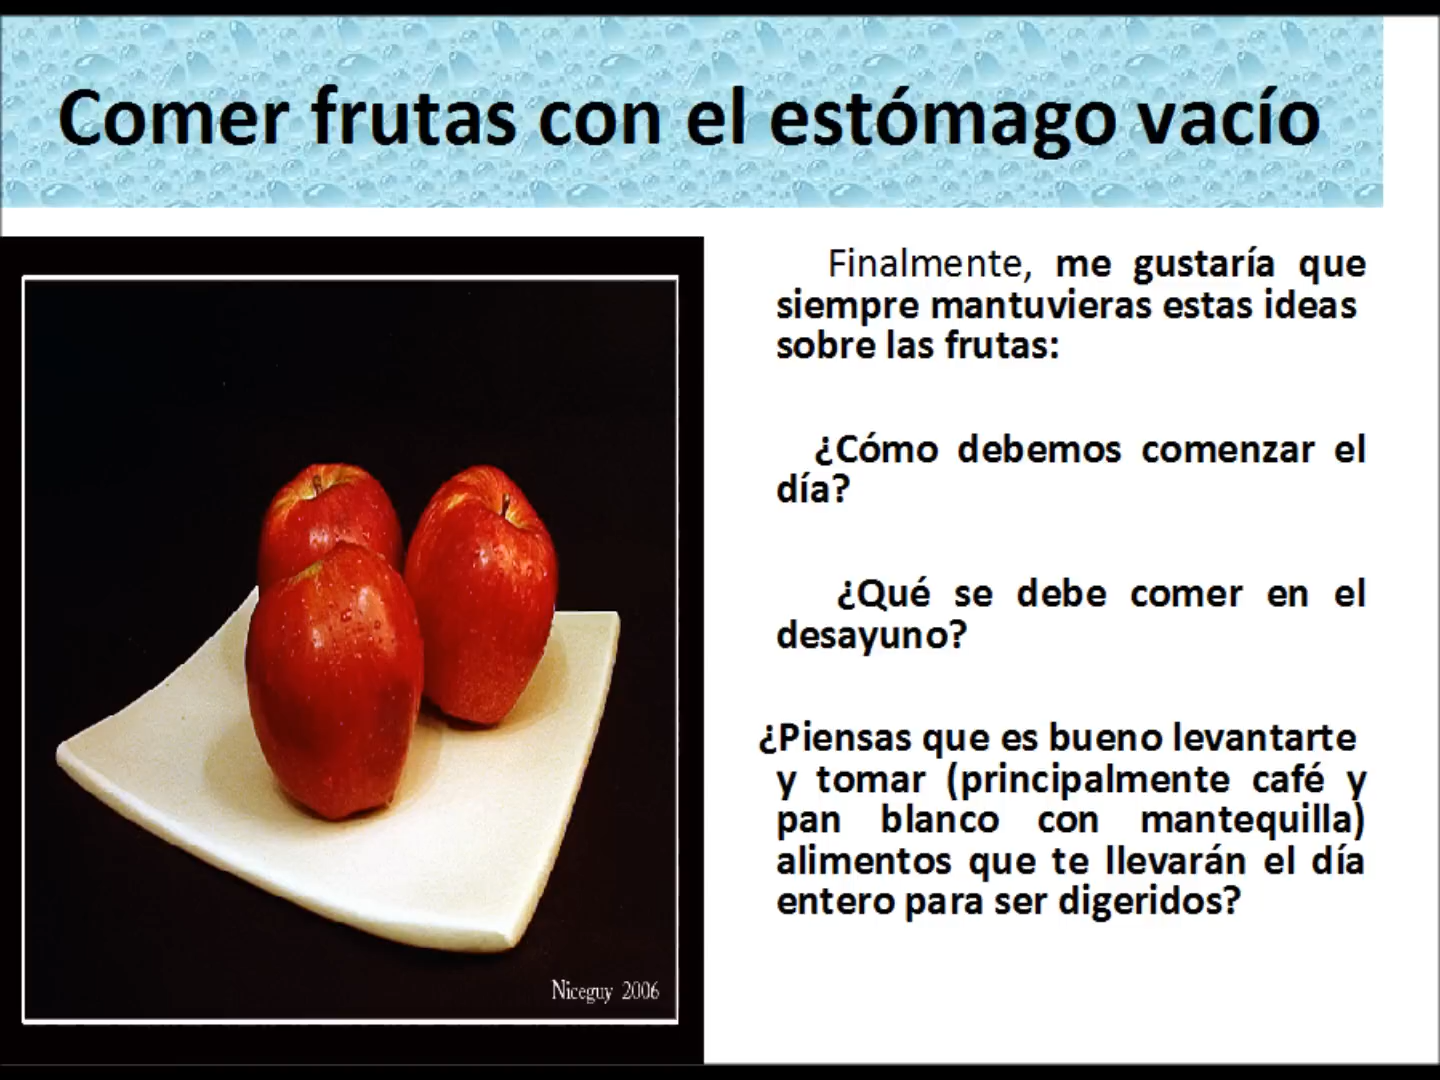 Comer frutas con el estómago vacío
Finalmente, me gustaría que
siempre mantuvieras estas ideas
sobre las frutas:
¿Cómo debemos comenzar el
día?
¿Qué se debe comer en el
desayuno?
¿Piensas que es bueno levantarte
y tomar (principalmente café y
pan blanco con mantequilla)
alimentos que te llevarán el día
entero para ser digeridos?
Niceguy 2006